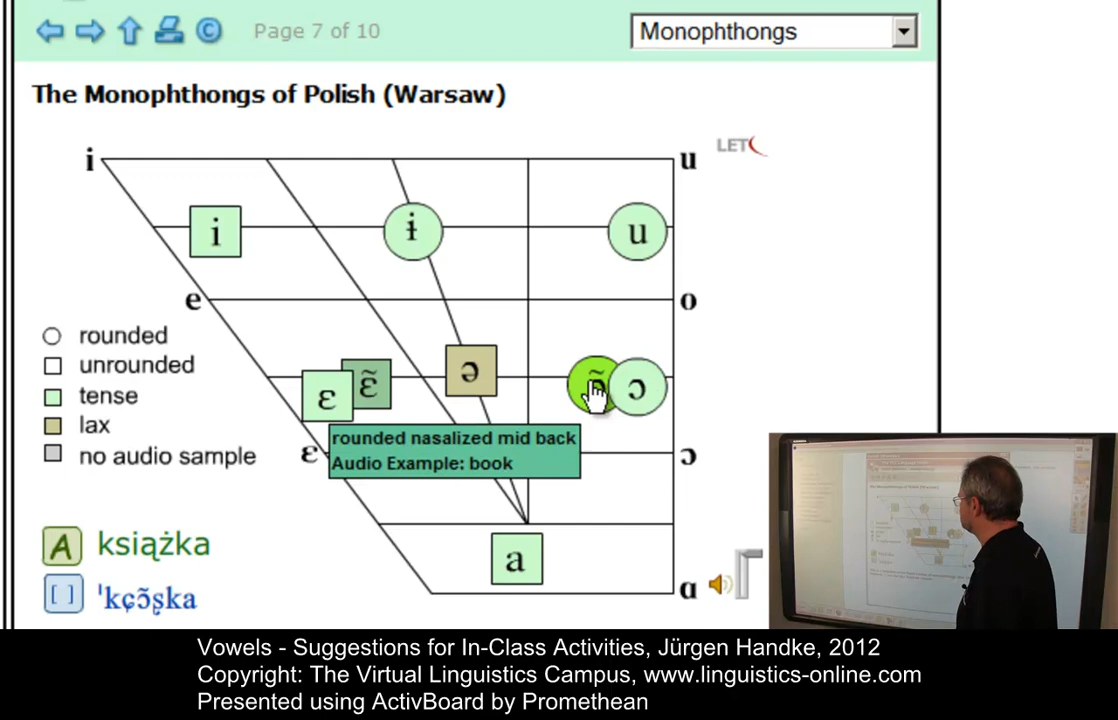 Page 7 of 10
Monophthongs
The Monophthongs of Polish (Warsaw)
LET
i
u
i
ɨ
u
e
o
rounded
unrounded
tense
lax
no audio sample
ɛ
ɛ̃
ə
ɔ̃
ɔ
rounded nasalized mid back
Audio Example: book
ɛ
ɔ
a
ɑ
A książka
[ ] 'kɕɔ̃ʂka
Vowels - Suggestions for In-Class Activities, Jürgen Handke, 2012
Copyright: The Virtual Linguistics Campus, www.linguistics-online.com
Presented using ActivBoard by Promethean